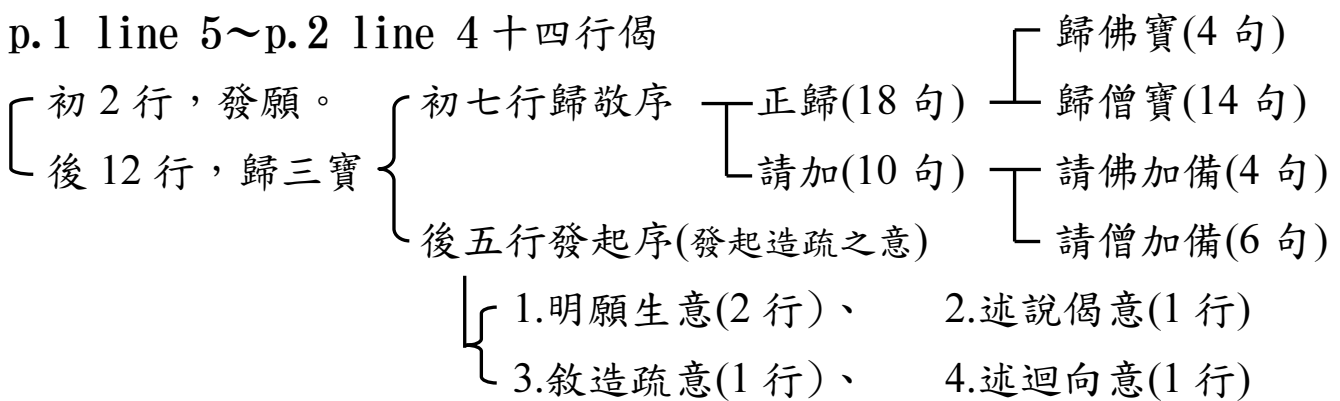 p.1 line 5～p.2 line 4 十四行偈
歸佛寶(4 句)
初 2 行，發願。
初七行歸敬序
正歸(18 句)
歸僧寶(14 句)
後 12 行，歸三寶
請加(10 句)
請佛加備(4 句)
後五行發起序(發起造疏之意)
請僧加備(6 句)
1.明願生意(2 行)、 2.述說偈意(1 行)
3.敘造疏意(1 行)、 4.述迴向意(1 行)